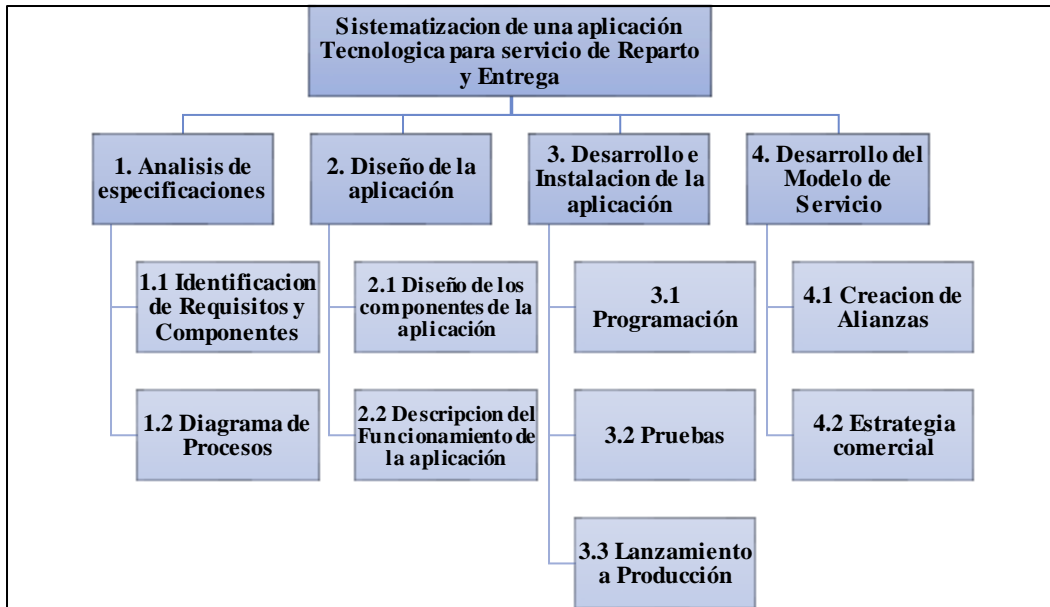 Sistematizacion de una aplicación
Tecnologica para servicio de Reparto
y Entrega
1. Analisis de
especificaciones
2. Diseño de la
aplicación
3. Desarrollo e
Instalacion de la
aplicación
4. Desarrollo del
Modelo de
Servicio
1.1 Identificacion
de Requisitos y
Componentes
1.2 Diagrama de
Procesos
2.1 Diseño de los
componentes de la
aplicación
2.2 Descripcion del
Funcionamiento de
la aplicación
3.1
Programación
3.2 Pruebas
3.3 Lanzamiento
a Producción
4.1 Creacion de
Alianzas
4.2 Estrategia
comercial